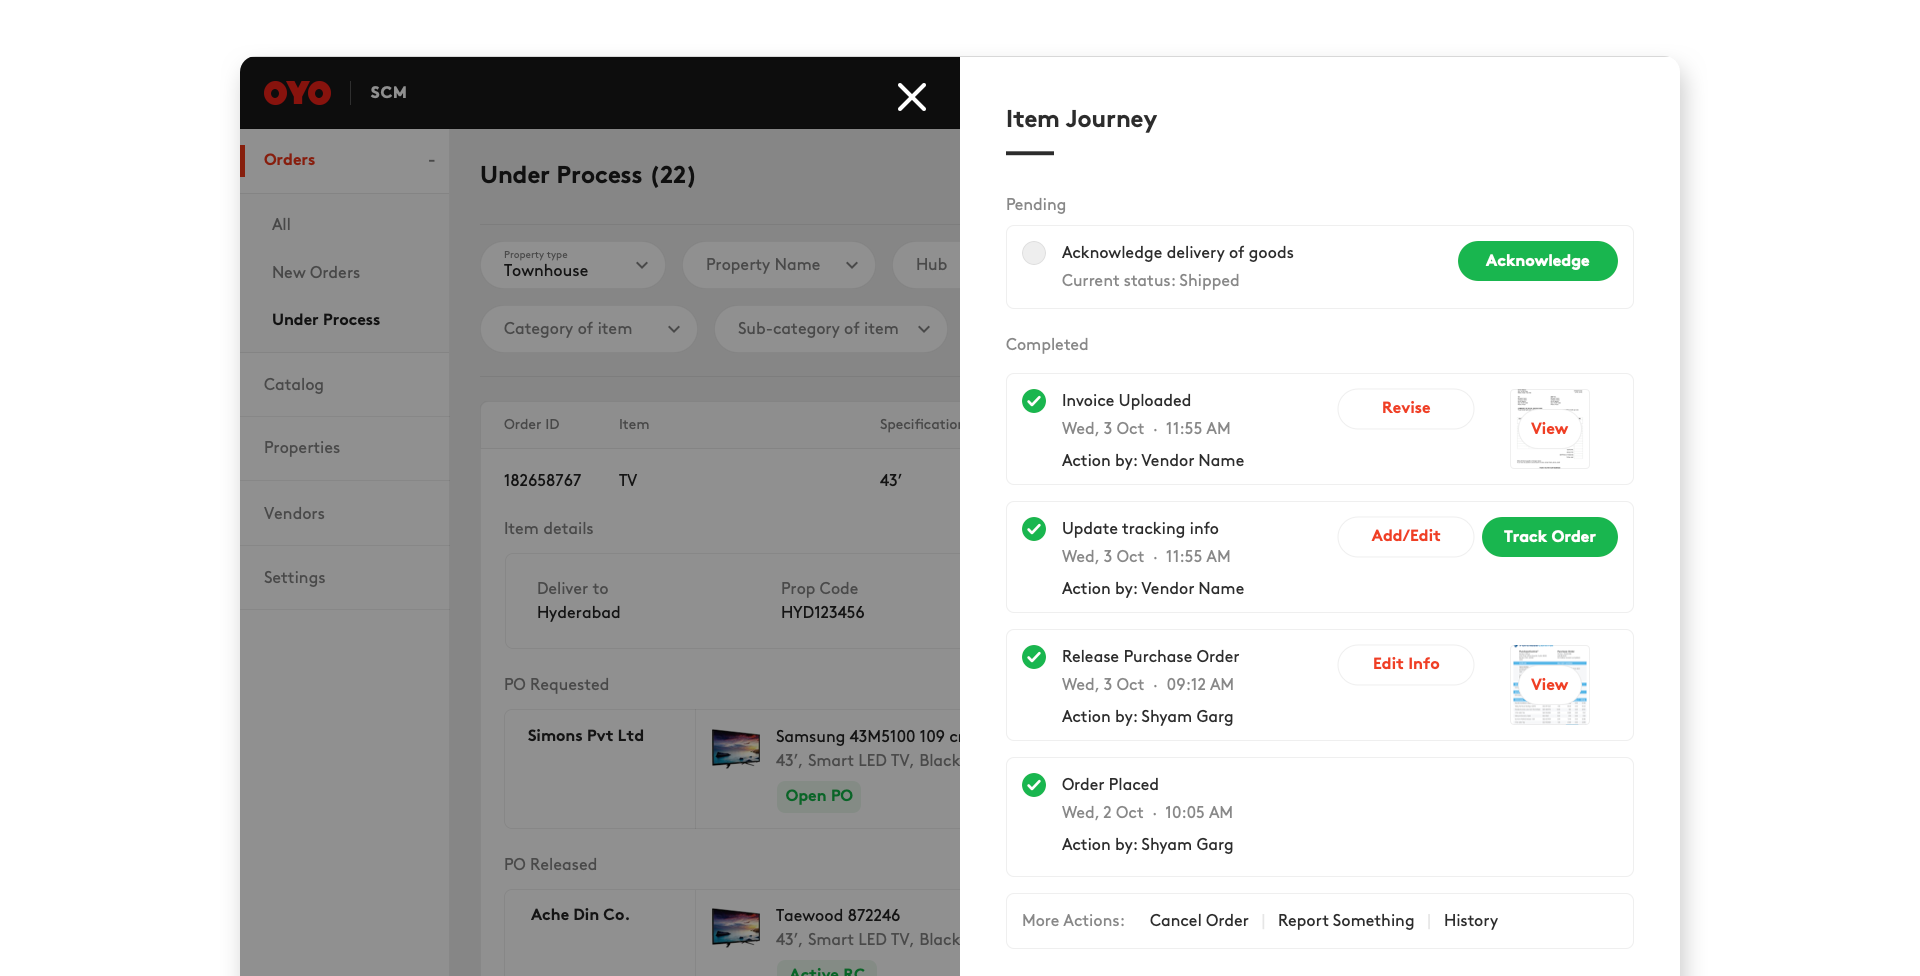 OYO
SCM
Orders
-
All
New Orders
Under Process
Catalog
Properties
Vendors
Settings
Under Process (22)
Property type
Townhouse
Property Name
Hub
Category of item
Sub-category of item
Order ID Item Specification
182658767 TV 43’
Item details
Deliver to
Hyderabad
Prop Code
HYD123456
PO Requested
Simons Pvt Ltd
Samsung 43M5100 109 c
43’, Smart LED TV, Black
Open PO
PO Released
Ache Din Co.
Taewood 872246
43’, Smart LED TV, Black
Active RC
Item Journey
Pending
Acknowledge delivery of goods
Current status: Shipped
Acknowledge
Completed
Invoice Uploaded
Wed, 3 Oct · 11:55 AM
Action by: Vendor Name
Revise
View
Update tracking info
Wed, 3 Oct · 11:55 AM
Action by: Vendor Name
Add/Edit
Track Order
Release Purchase Order
Wed, 3 Oct · 09:12 AM
Action by: Shyam Garg
Edit Info
View
Order Placed
Wed, 2 Oct · 10:05 AM
Action by: Shyam Garg
More Actions: Cancel Order | Report Something | History